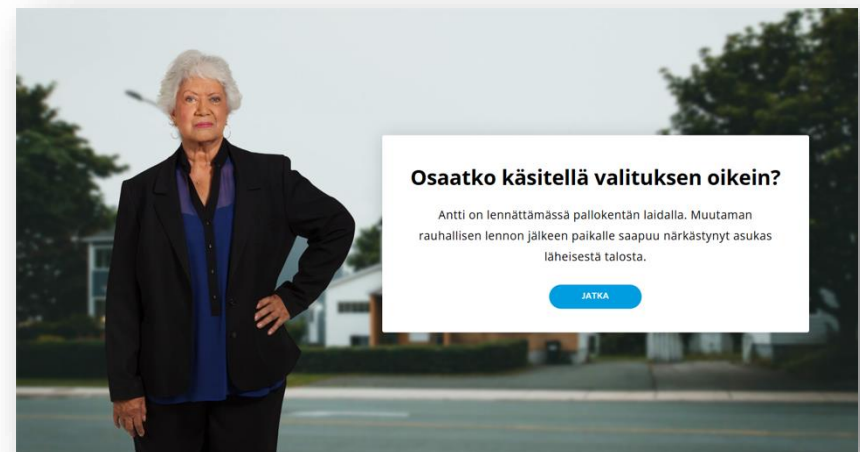 Osaatko käsitellä valituksen oikein?
Antti on lennättämässä pallokentän laidalla. Muutaman
rauhallisen lennon jälkeen paikalle saapuu närkästynyt asukas
läheisestä talosta.
JATKA